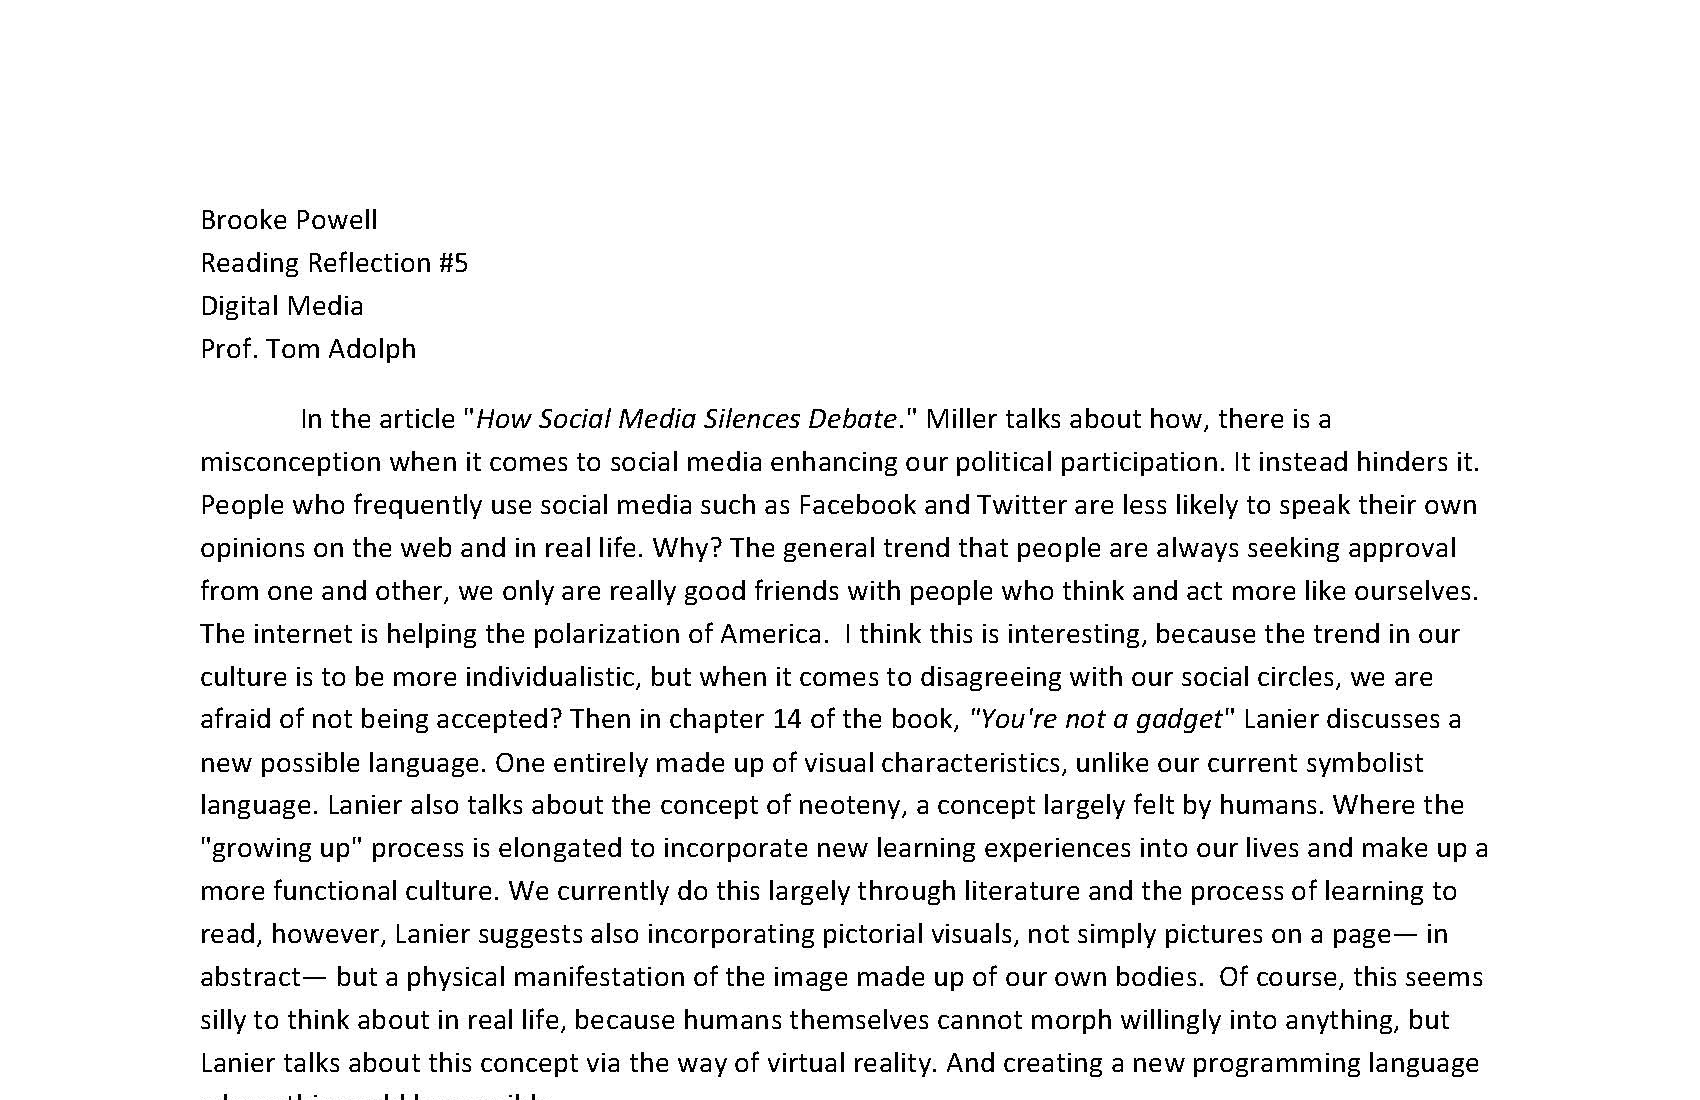 Brooke Powell
Reading Reflection #5
Digital Media
Prof. Tom Adolph
In the article "How Social Media Silences Debate." Miller talks about how, there is a
misconception when it comes to social media enhancing our political participation. It instead hinders it.
People who frequently use social media such as Facebook and Twitter are less likely to speak their own
opinions on the web and in real life. Why? The general trend that people are always seeking approval
from one and other, we only are really good friends with people who think and act more like ourselves.
The internet is helping the polarization of America.  I think this is interesting, because the trend in our
culture is to be more individualistic, but when it comes to disagreeing with our social circles, we are
afraid of not being accepted? Then in chapter 14 of the book, "You're not a gadget" Lanier discusses a
new possible language. One entirely made up of visual characteristics, unlike our current symbolist
language. Lanier also talks about the concept of neoteny, a concept largely felt by humans. Where the
"growing up" process is elongated to incorporate new learning experiences into our lives and make up a
more functional culture. We currently do this largely through literature and the process of learning to
read, however, Lanier suggests also incorporating pictorial visuals, not simply pictures on a page— in
abstract— but a physical manifestation of the image made up of our own bodies.  Of course, this seems
silly to think about in real life, because humans themselves cannot morph willingly into anything, but
Lanier talks about this concept via the way of virtual reality. And creating a new programming language